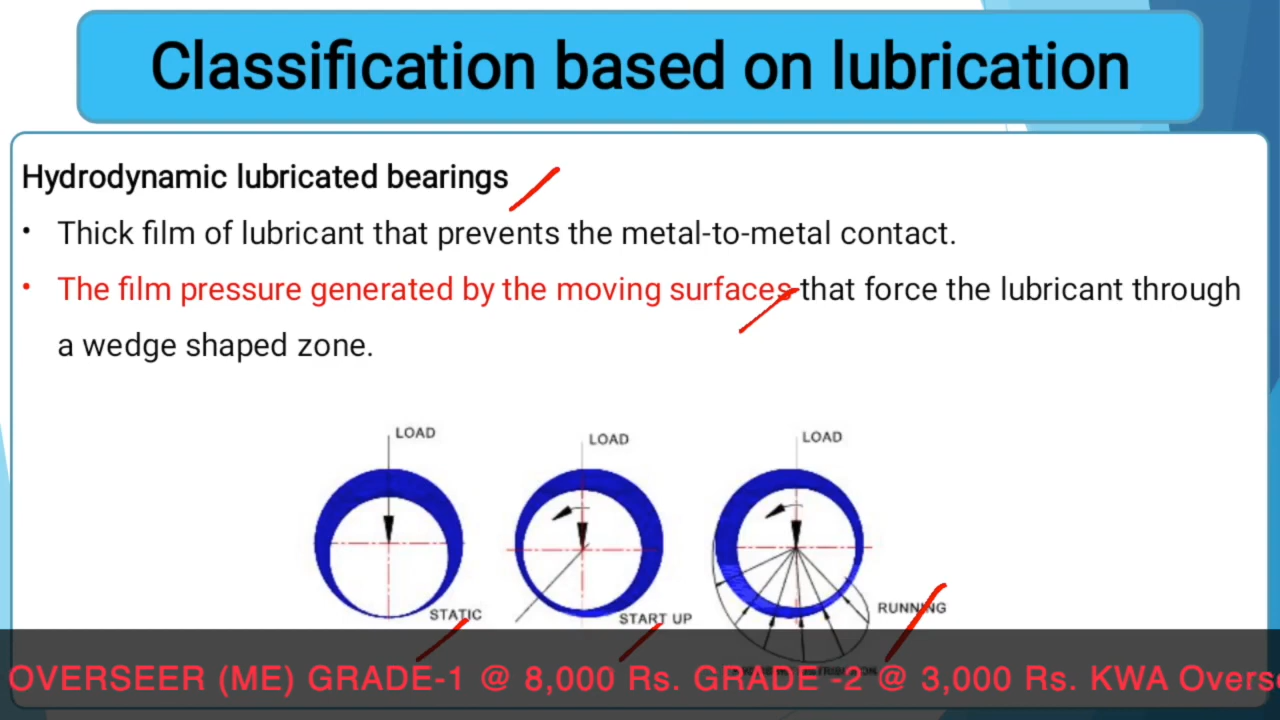 Classification based on lubrication
Hydrodynamic lubricated bearings
• Thick film of lubricant that prevents the metal-to-metal contact.
• The film pressure generated by the moving surfaces that force the lubricant through
a wedge shaped zone.
LOAD
LOAD
LOAD
STATIC
START UP
RUNNING
OVERSEER (ME) GRADE-1 @ 8,000 Rs. GRADE -2 @ 3,000 Rs. KWA Overs